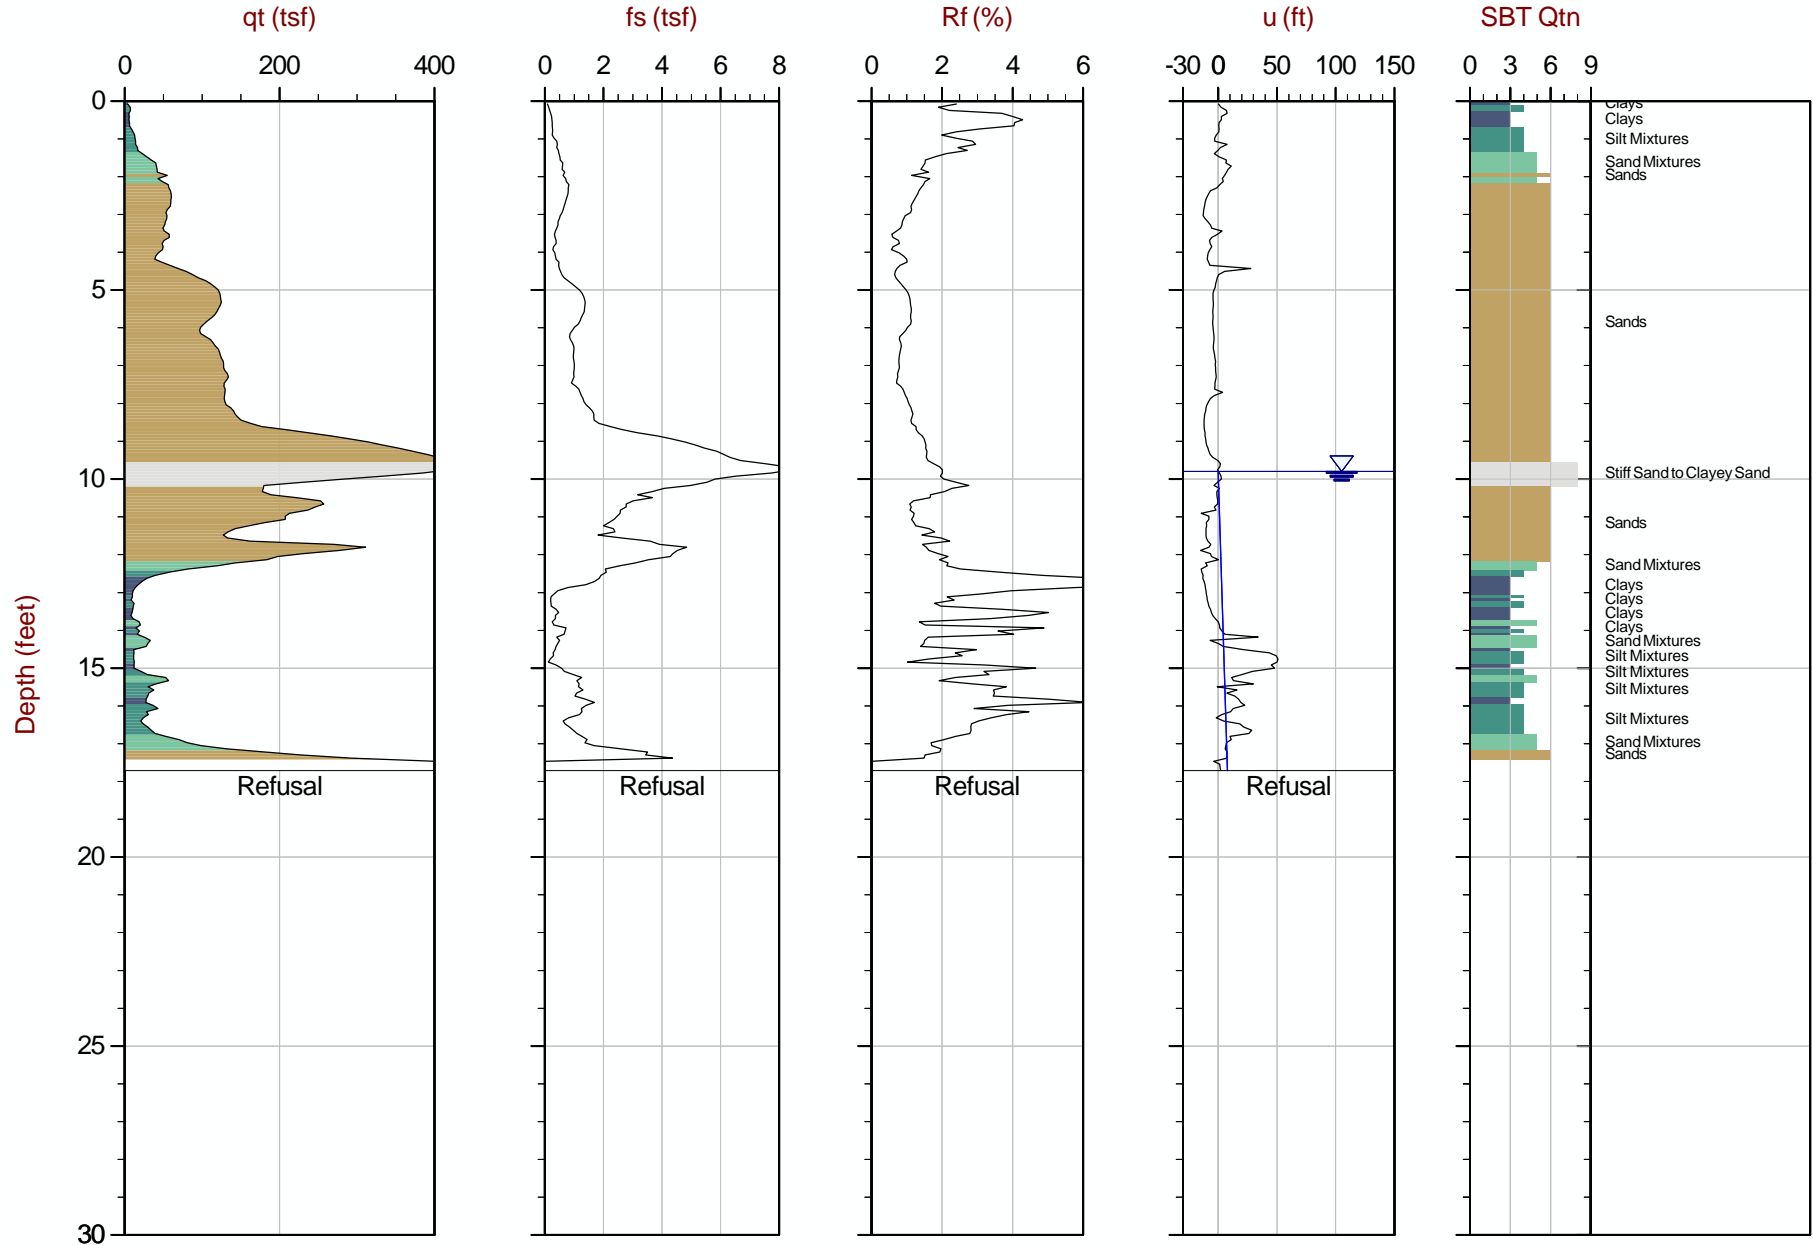 qt (tsf) fs (tsf) Rf (%) u (ft) SBT Qtn
0 200 400 0 2 4 6 8 0 2 4 6 -30 0 50 100 150 0 3 6 9
0
Clays
Clays
Silt Mixtures
Sand Mixtures
Sands
5
Sands
Stiff Sand to Clayey Sand
10
Sands
Sand Mixtures
Clays
Clays
Clays
Clays
Sand Mixtures
Silt Mixtures
15
Silt Mixtures
Silt Mixtures
Silt Mixtures
Sand Mixtures
Sands
Refusal Refusal Refusal Refusal
20
25
30
Depth (feet)